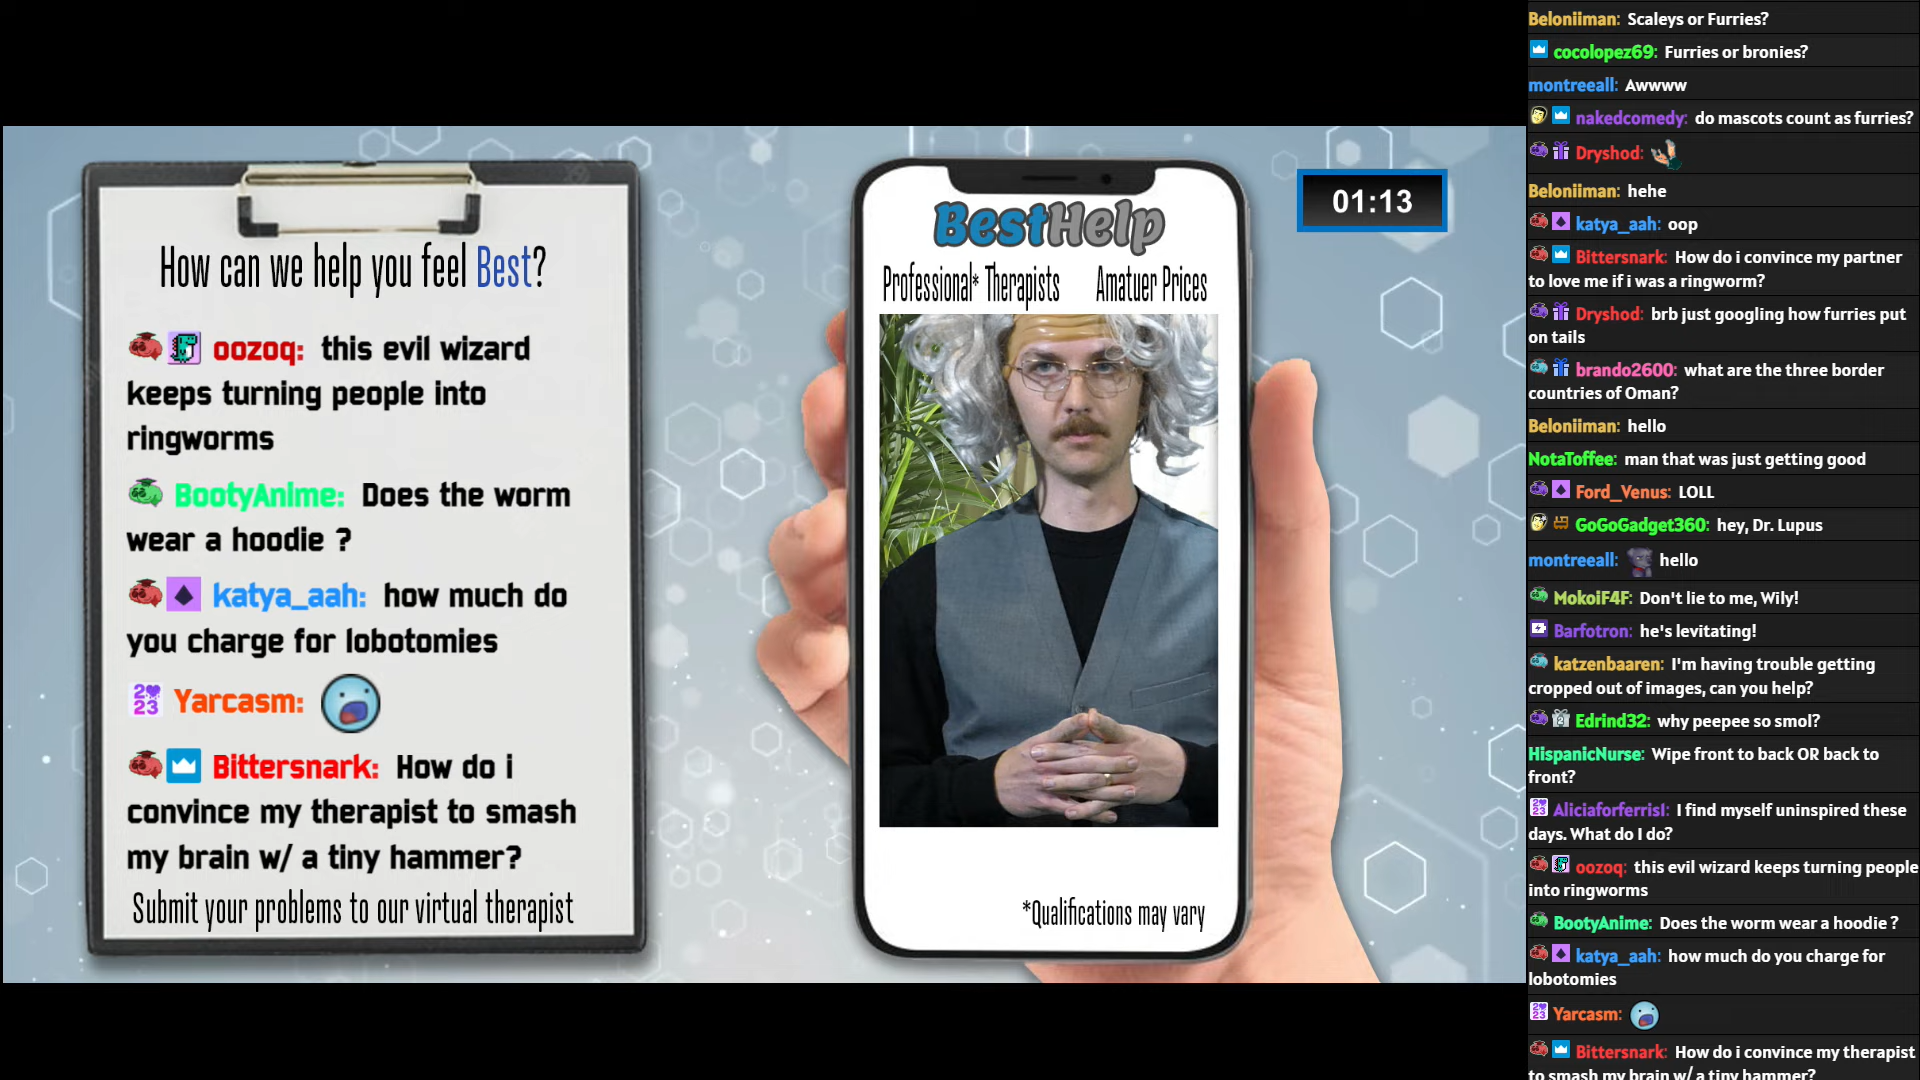 How can we help you feel Best?
oozoq: this evil wizard
keeps turning people into
ringworms
BootyAnime: Does the worm
wear a hoodie ?
katya_aah: how much do
you charge for lobotomies
Yarcasm:
Bittersnark: How do i
convince my therapist to smash
my brain w/ a tiny hammer?
Submit your problems to our virtual therapist
BestHelp
Professional* Therapists Amatuer Prices
*Qualifications may vary
01:13
Beloniiman: Scaleys or Furries?
cocolopez69: Furries or bronies?
montreeall: Awwww
nakedcomedy: do mascots count as furries?
Dryshod:
Beloniiman: hehe
katya_aah: oop
Bittersnark: How do i convince my partner
to love me if i was a ringworm?
Dryshod: brb just googling how furries put
on tails
brando2600: what are the three border
countries of Oman?
Beloniiman: hello
NotaToffee: man that was just getting good
Ford_Venus: LOLL
GoGoGadget360: hey, Dr. Lupus
montreeall: hello
MokoiF4F: Don't lie to me, Wily!
Barfotron: he's levitating!
katzenbaaren: I'm having trouble getting
cropped out of images, can you help?
Edrind32: why peepee so smol?
HispanicNurse: Wipe front to back OR back to
front?
Aliciaforferris1: I find myself uninspired these
days. What do I do?
oozoq: this evil wizard keeps turning people
into ringworms
BootyAnime: Does the worm wear a hoodie ?
katya_aah: how much do you charge for
lobotomies
Yarcasm:
Bittersnark: How do i convince my therapist
to smash my brain w/ a tiny hammer?